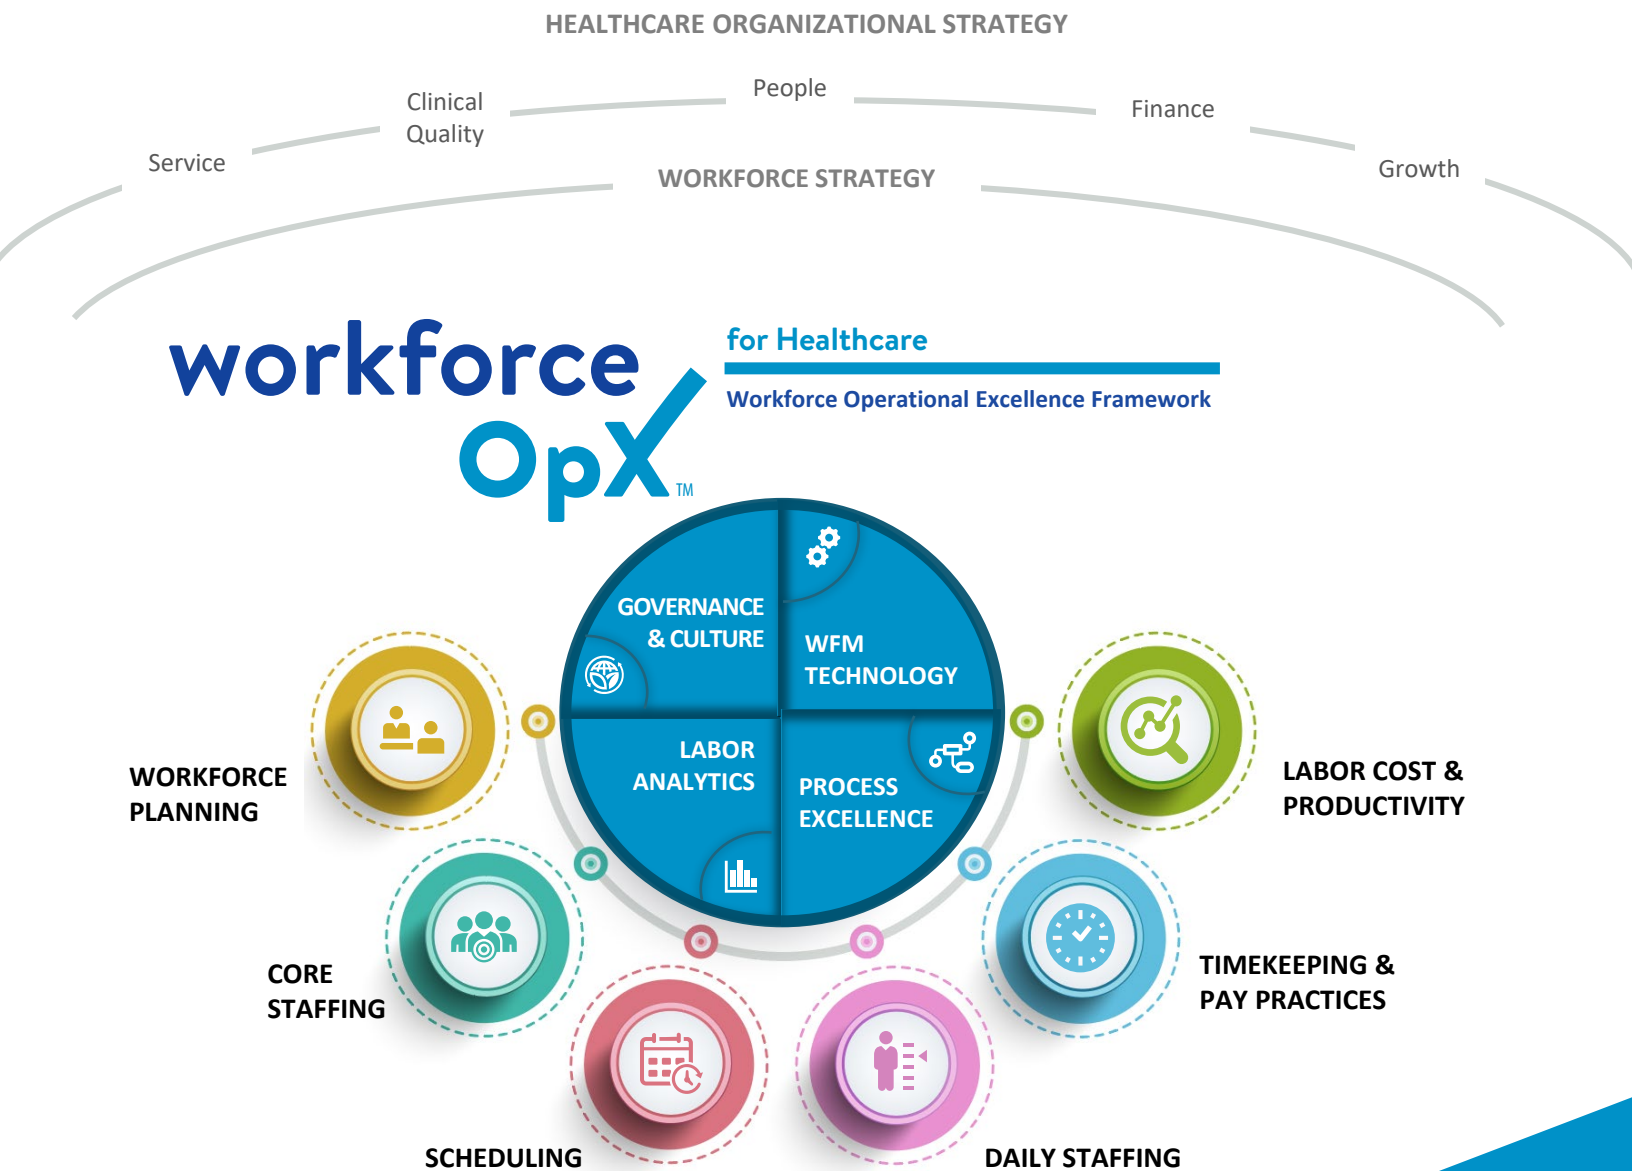 HEALTHCARE ORGANIZATIONAL STRATEGY
Service
Clinical
Quality
People
Finance
Growth
WORKFORCE STRATEGY
workforce
OpX
TM
for Healthcare
Workforce Operational Excellence Framework
GOVERNANCE
& CULTURE
WFM
TECHNOLOGY
LABOR
ANALYTICS
PROCESS
EXCELLENCE
WORKFORCE
PLANNING
CORE
STAFFING
SCHEDULING
DAILY STAFFING
TIMEKEEPING &
PAY PRACTICES
LABOR COST &
PRODUCTIVITY